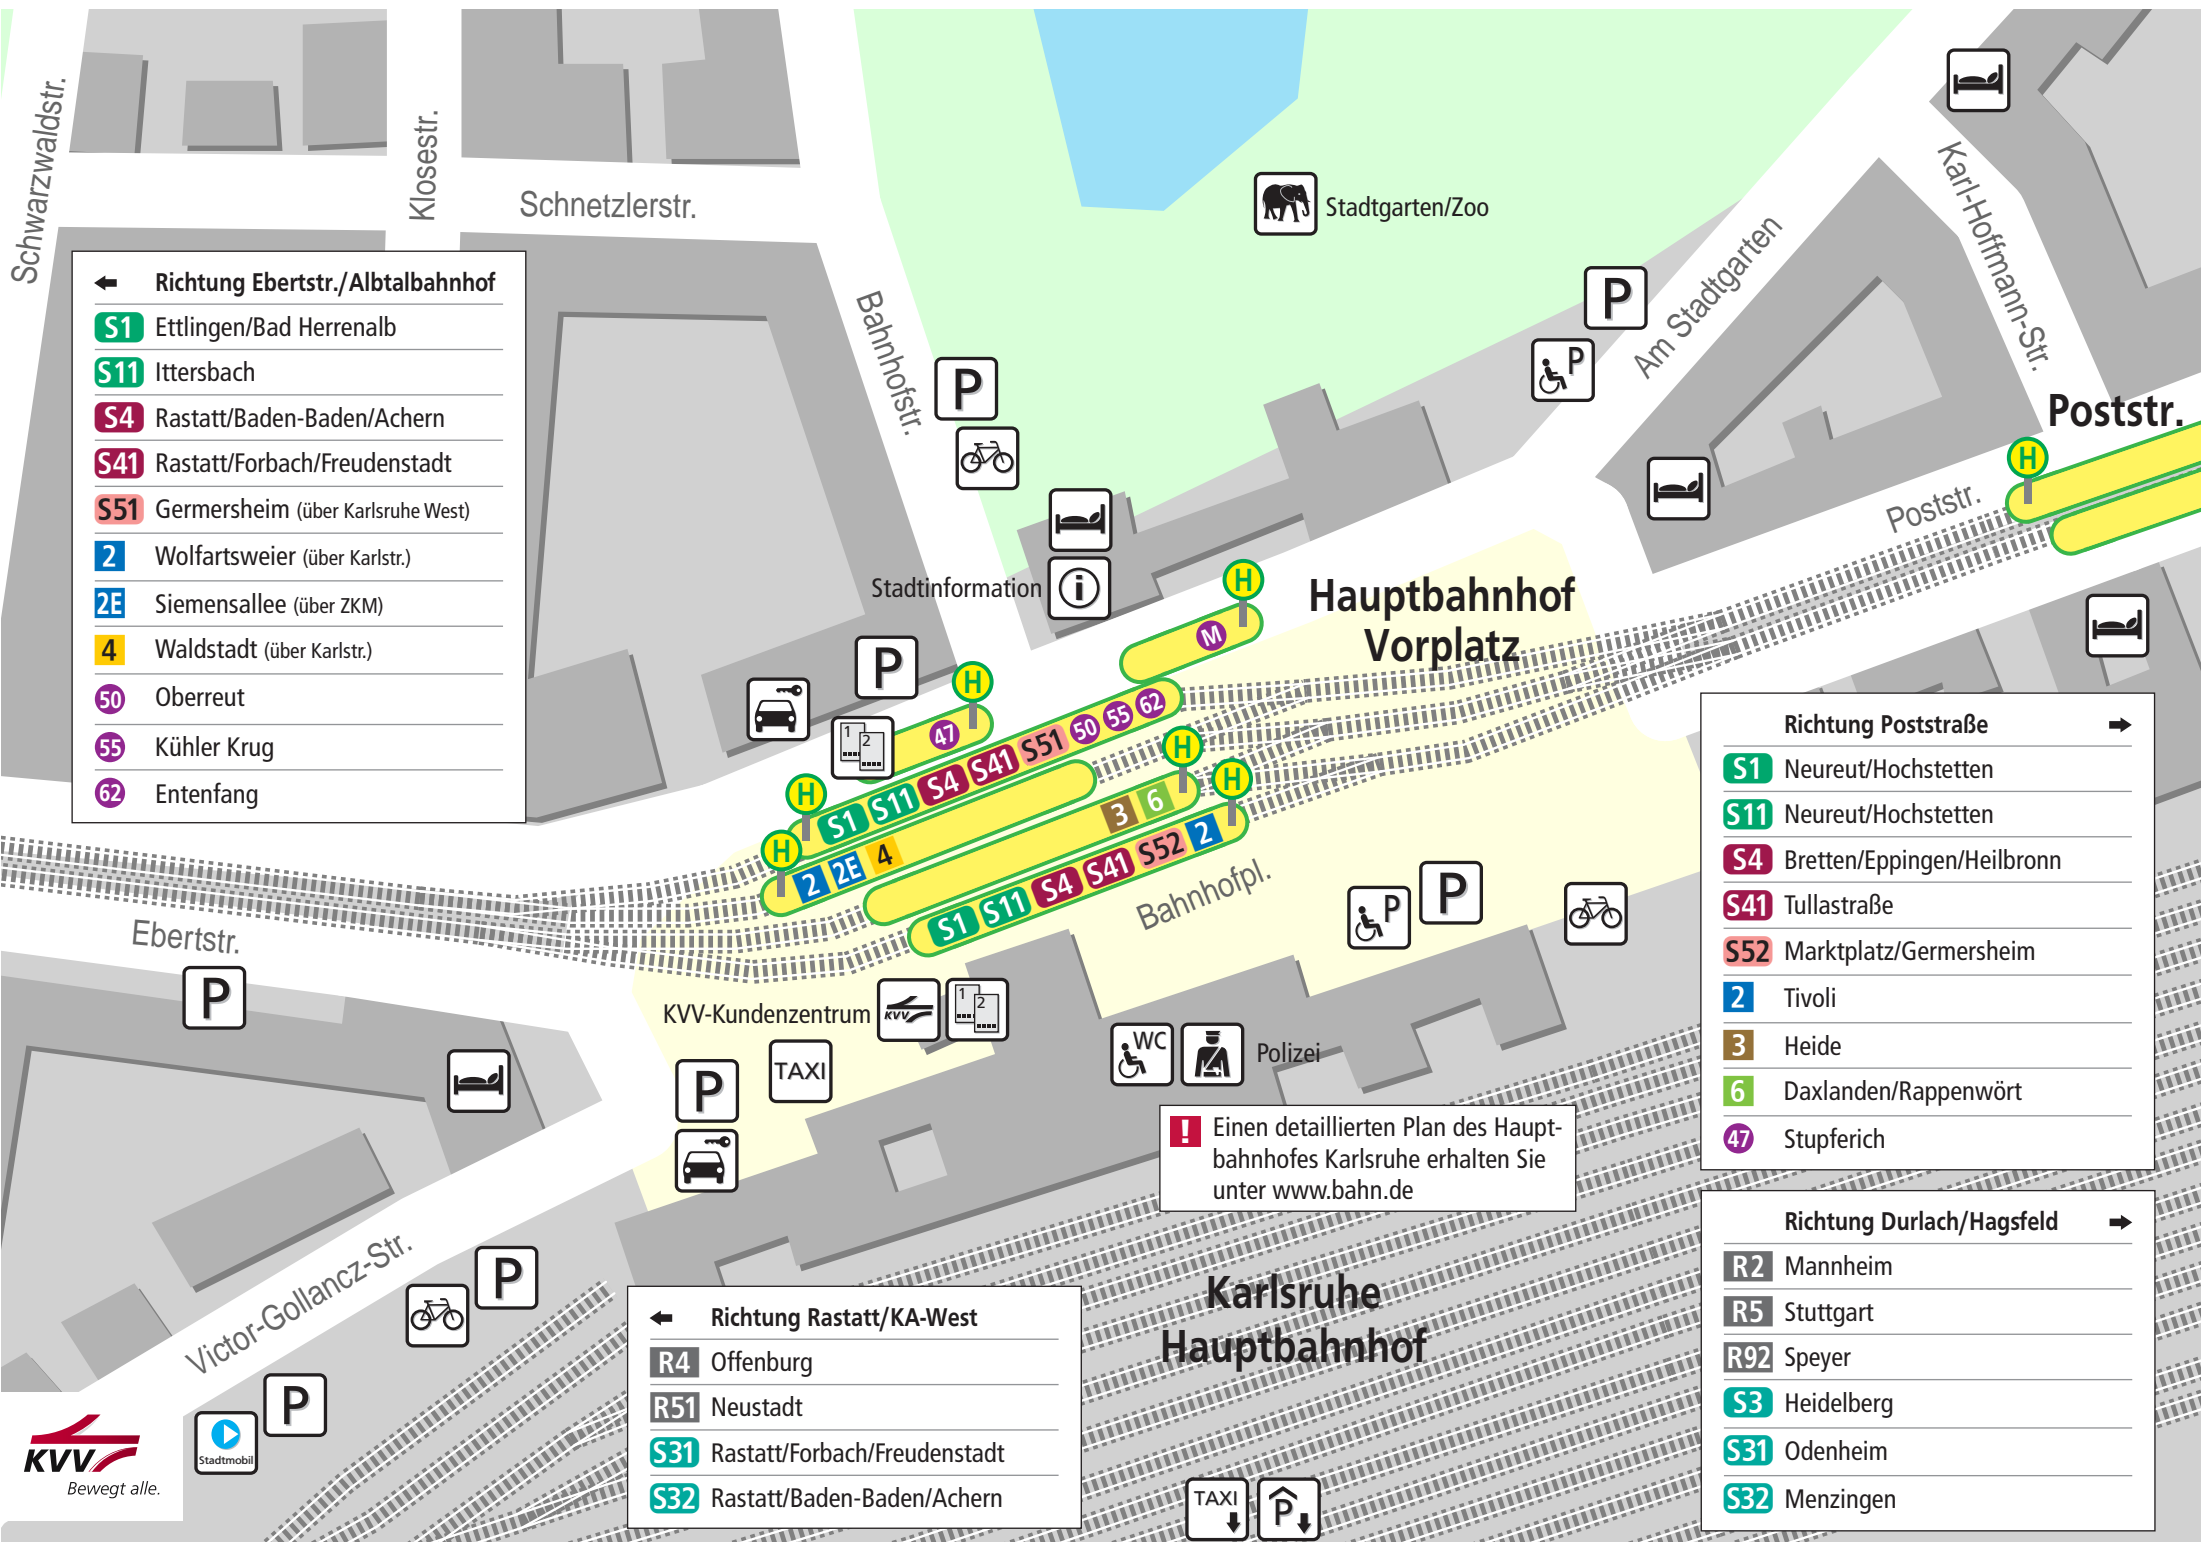 Schwarzwaldstr.
Klosestr.
Schnetzlerstr.
Bahnhofstr.
Stadtgarten/Zoo
Am Stadtgarten
Karl-Hoffmann-Str.
P
P
P
Poststr.
H
Poststr.
Richtung Ebertstr./Albtalbahnhof
S1 Ettlingen/Bad Herrenalb
S11 Ittersbach
S4 Rastatt/Baden-Baden/Achern
S41 Rastatt/Forbach/Freudenstadt
S51 Germersheim (über Karlsruhe West)
2 Wolfartsweier (über Karlstr.)
2E Siemensallee (über ZKM)
4 Waldstadt (über Karlstr.)
50 Oberreut
55 Kühler Krug
62 Entenfang
Stadtinformation
i
H
M
Hauptbahnhof
Vorplatz
P
1 2
H
47
H
S1 S11 S4 S41 S51 50 55 62
H
2 2E 4
H
3 6
H
S1 S11 S4 S41 S52 2
Bahnhofpl.
P
P
Ebertstr.
P
KVV-Kundenzentrum
KVV
1 2
TAXI
P
WC
Polizei
! Einen detaillierten Plan des Haupt-
bahnhofes Karlsruhe erhalten Sie
unter www.bahn.de
Richtung Poststraße
S1 Neureut/Hochstetten
S11 Neureut/Hochstetten
S4 Bretten/Eppingen/Heilbronn
S41 Tullastraße
S52 Marktplatz/Germersheim
2 Tivoli
3 Heide
6 Daxlanden/Rappenwört
47 Stupferich
Richtung Durlach/Hagsfeld
R2 Mannheim
R5 Stuttgart
R92 Speyer
S3 Heidelberg
S31 Odenheim
S32 Menzingen
Karlsruhe
Hauptbahnhof
Richtung Rastatt/KA-West
R4 Offenburg
R51 Neustadt
S31 Rastatt/Forbach/Freudenstadt
S32 Rastatt/Baden-Baden/Achern
Victor-Gollancz-Str.
P
P
Stadtmobil
KVV
Bewegt alle.
TAXI
P